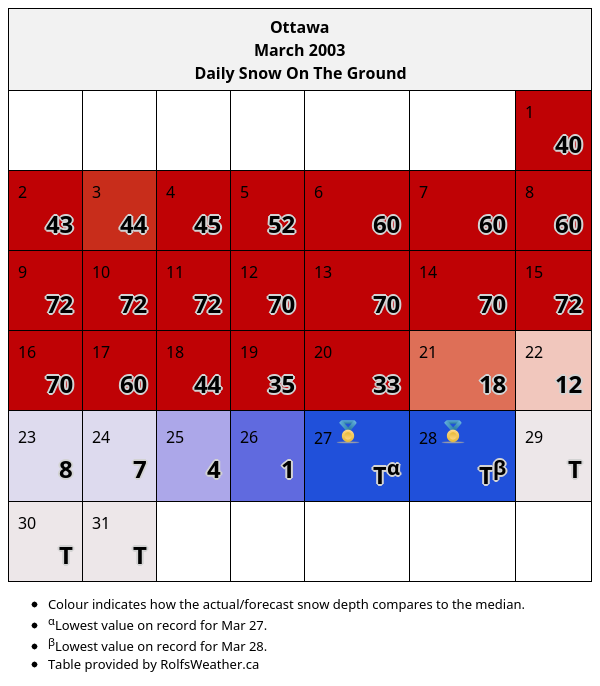 Ottawa
March 2003
Daily Snow On The Ground
1
40
2 3 4 5 6 7 8
43 44 45 52 60 60 60
9 10 11 12 13 14 15
72 72 72 70 70 70 72
16 17 18 19 20 21 22
70 60 44 35 33 18 12
23 24 25 26 27 28 29
8 7 4 1 Tα Tβ T
30 31
T T
• Colour indicates how the actual/forecast snow depth compares to the median.
• αLowest value on record for Mar 27.
• βLowest value on record for Mar 28.
• Table provided by RolfsWeather.ca